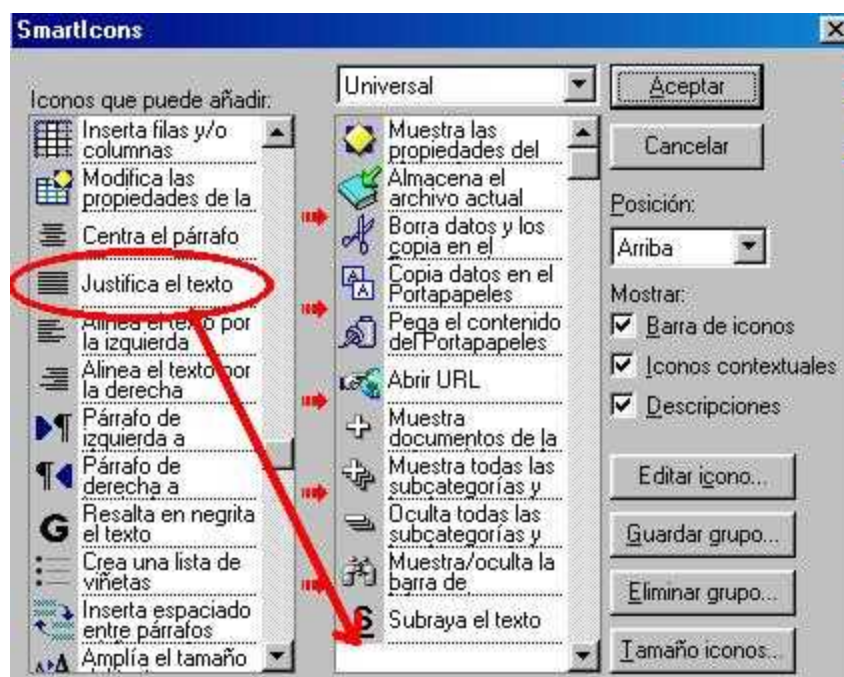 SmartIcons
Iconos que puede añadir:
Inserta filas y/o
columnas
Modifica las
propiedades de la
Centra el párrafo
Justifica el texto
Alinea el texto por
la izquierda
Alinea el texto por
la derecha
Párrafo de
izquierda a
Párrafo de
derecha a
G
Resalta en negrita
el texto
Crea una lista de
viñetas
Inserta espaciado
entre párrafos
Amplía el tamaño
Universal
Muestra las
propiedades del
Almacena el
archivo actual
Borra datos y los
copia en el
Copia datos en el
Portapapeles
Pega el contenido
del Portapapeles
Abrir URL
Muestra
documentos de la
Muestra todas las
subcategorías y
Oculta todas las
subcategorías y
Muestra/oculta la
barra de
S
Subraya el texto
Aceptar
Cancelar
Posición:
Arriba
Mostrar:
Barra de iconos
Iconos contextuales
Descripciones
Editar icono...
Guardar grupo...
Eliminar grupo...
Tamaño iconos...